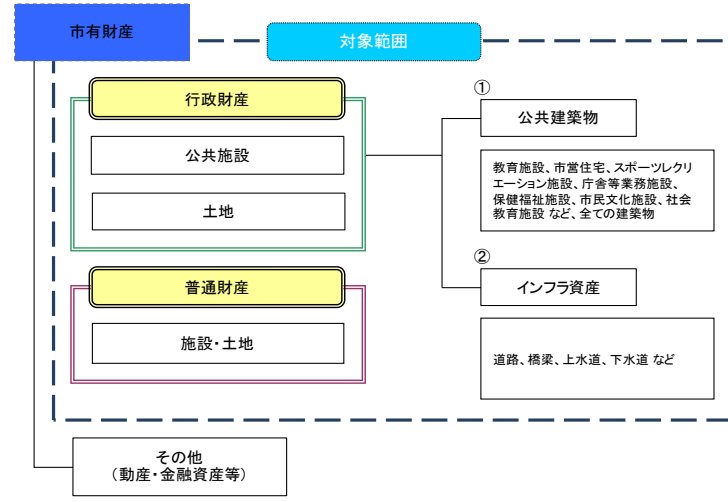 市有財産
対象範囲
行政財産
公共施設
土地
普通財産
施設・土地
その他
（動産・金融資産等）
①
公共建築物
教育施設、市営住宅、スポーツレクリ
エーション施設、庁舎等業務施設、
保健福祉施設、市民文化施設、社会
教育施設 など、全ての建築物
②
インフラ資産
道路、橋梁、上水道、下水道 など